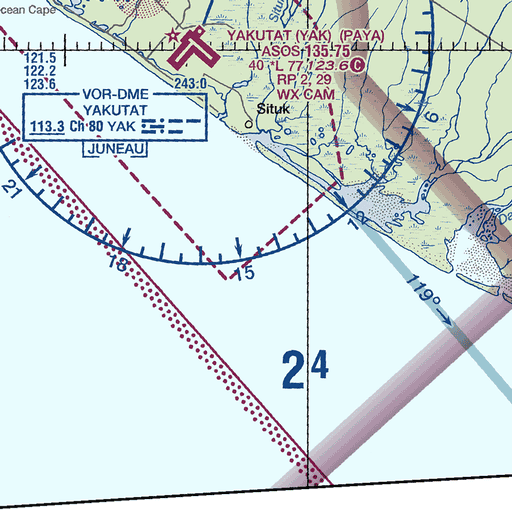 cean Cape
YAKUTAT (YAK) (PAYA)
ASOS 135.75
40 *L 77 123.6 C
RP 2, 29
WX CAM
121.5
122.2
123.6
243:0
VOR-DME
YAKUTAT
113.3 Ch 80 YAK
JUNEAU
Situk
9
12
15
18
21
119°
24